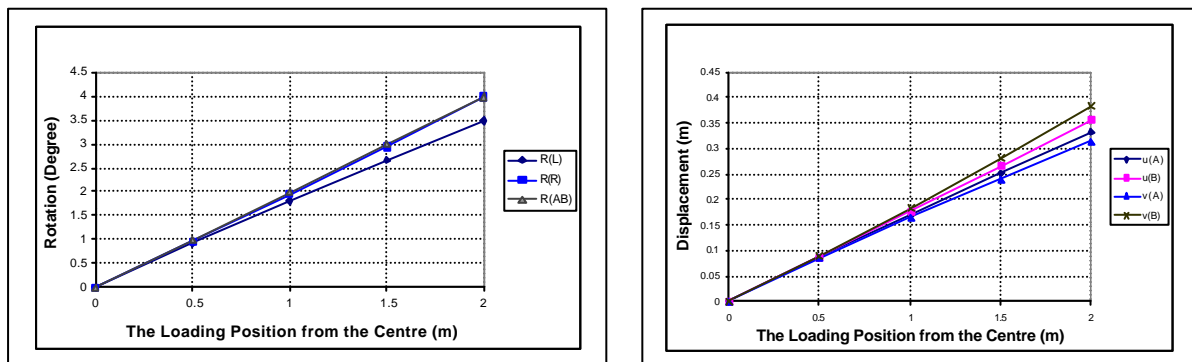 4.5
4
3.5
3
2.5
2
1.5
1
0.5
0
0 0.5 1 1.5 2
Rotation (Degree)
The Loading Position from the Centre (m)
R(L)
R(R)
R(AB)
0.45
0.4
0.35
0.3
0.25
0.2
0.15
0.1
0.05
0
0 0.5 1 1.5 2
Displacement (m)
The Loading Position from the Centre (m)
u(A)
u(B)
v(A)
v(B)